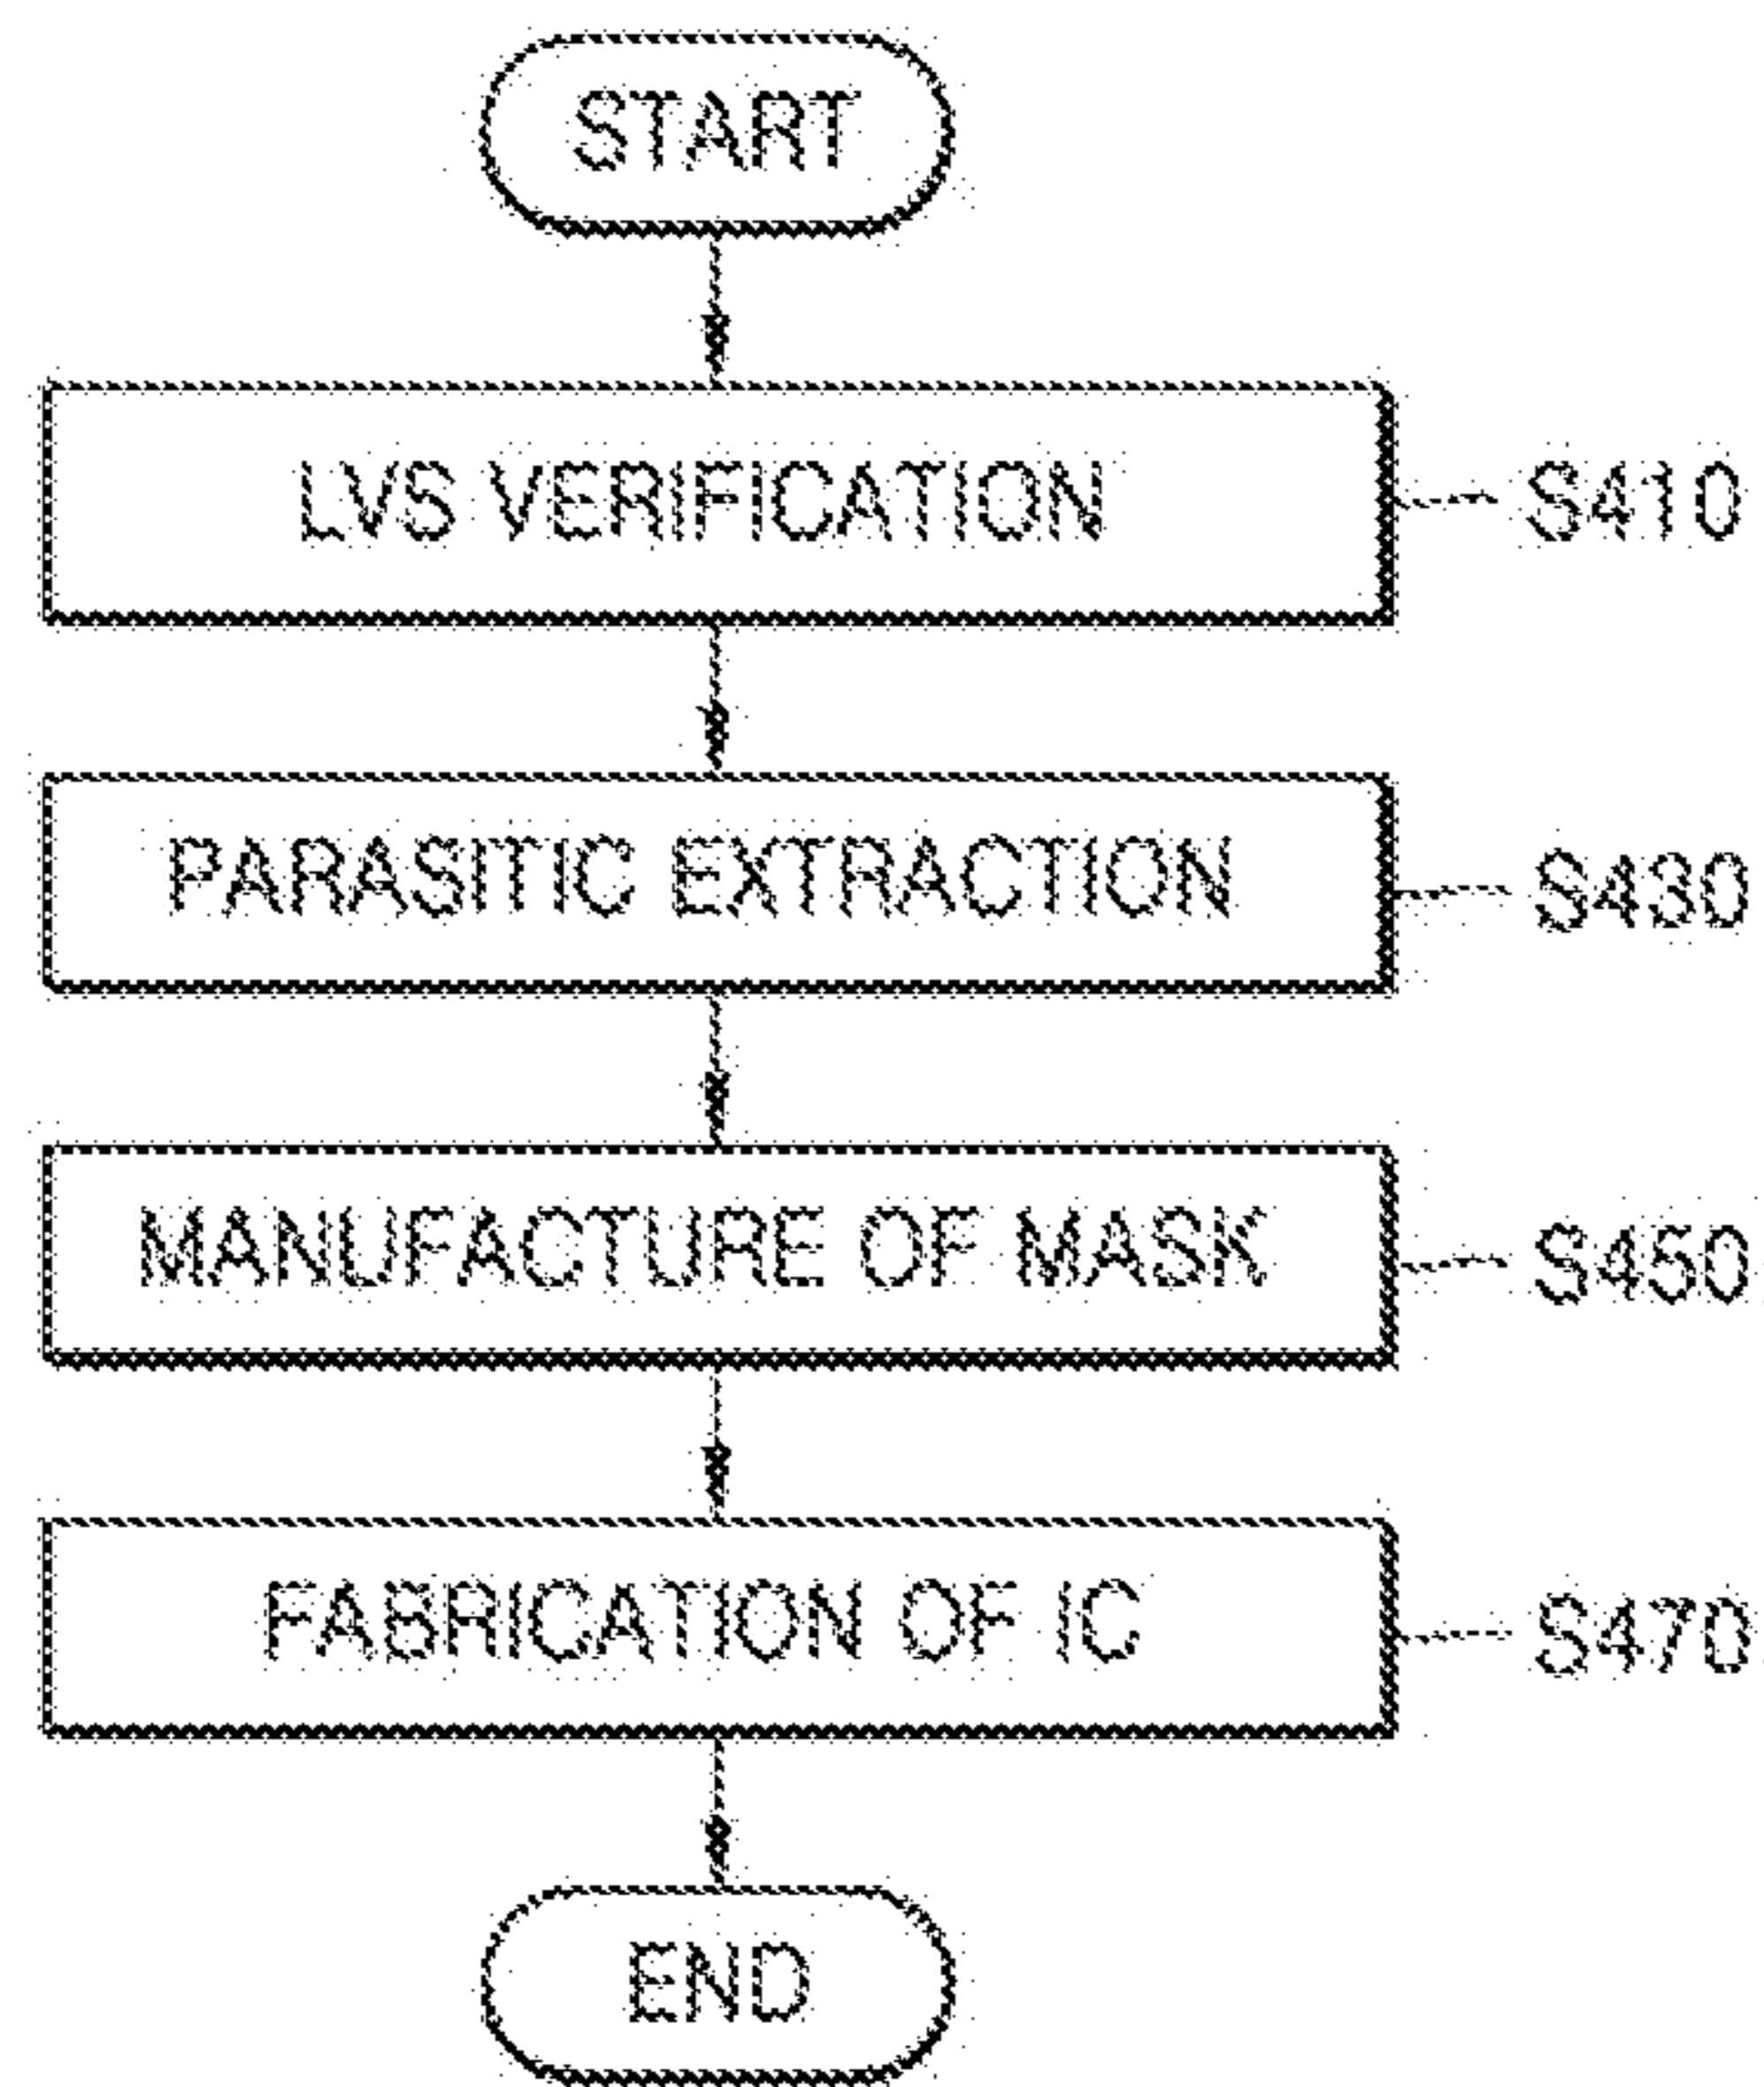 START
LVS VERIFICATION
S410
PARASITIC EXTRACTION
S430
MANUFACTURE OF MASK
S450
FABRICATION OF IC
S470
END